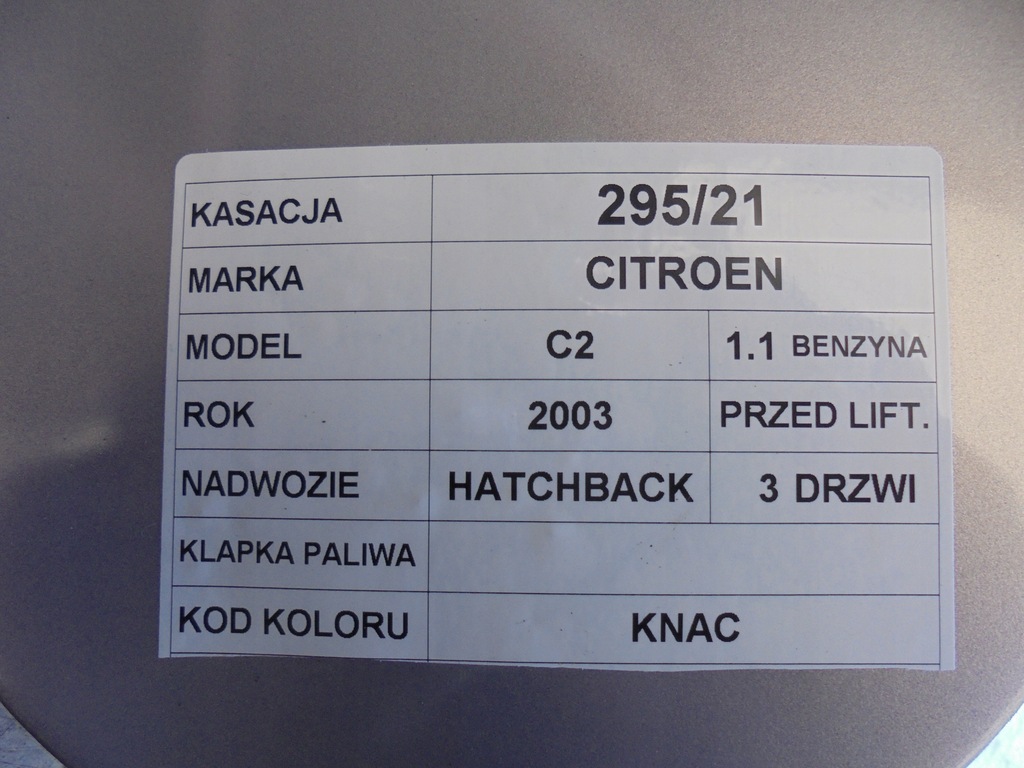 KASACJA 295/21
MARKA CITROEN
MODEL C2 1.1 BENZYNA
ROK 2003 PRZED LIFT.
NADWOZIE HATCHBACK 3 DRZWI
KLAPKA PALIWA
KOD KOLORU KNAC